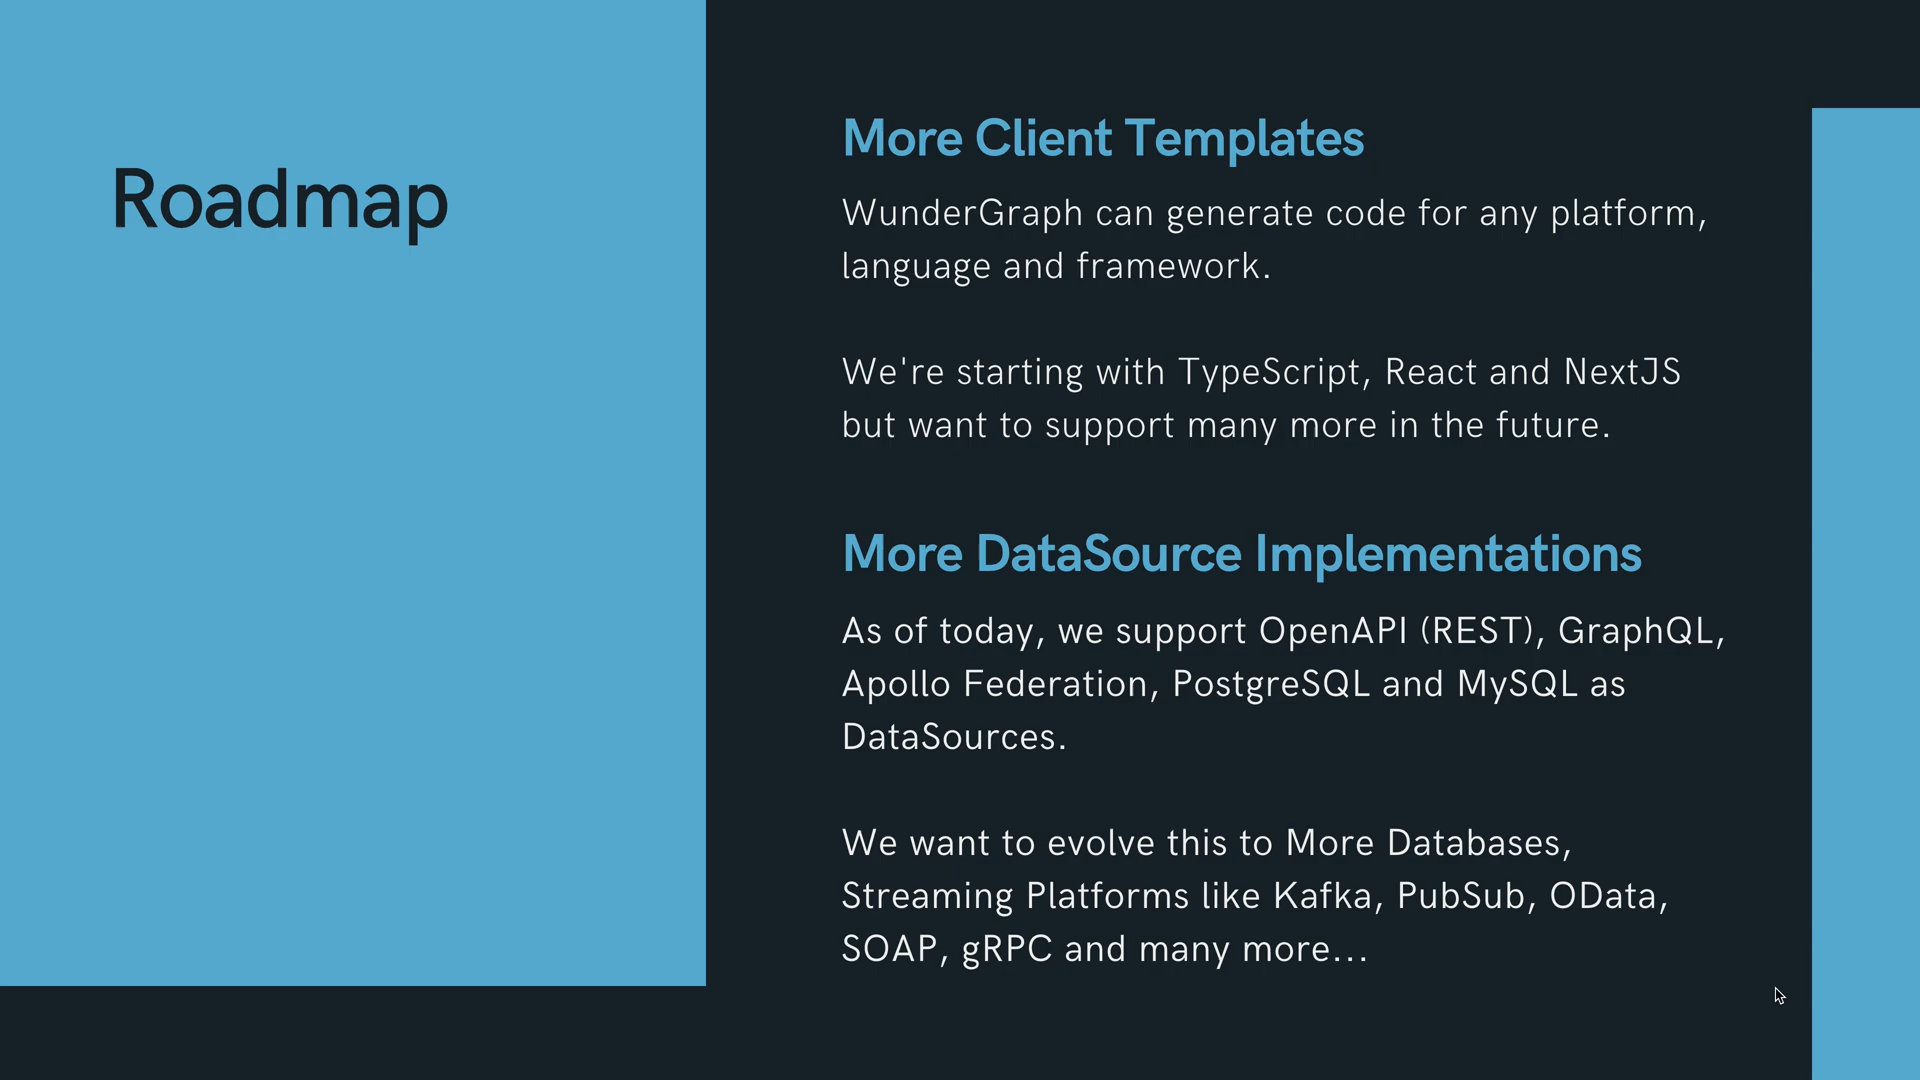 Roadmap
More Client Templates
WunderGraph can generate code for any platform,
language and framework.
We're starting with TypeScript, React and NextJS
but want to support many more in the future.
More DataSource Implementations
As of today, we support OpenAPI (REST), GraphQL,
Apollo Federation, PostgreSQL and MySQL as
DataSources.
We want to evolve this to More Databases,
Streaming Platforms like Kafka, PubSub, OData,
SOAP, gRPC and many more...